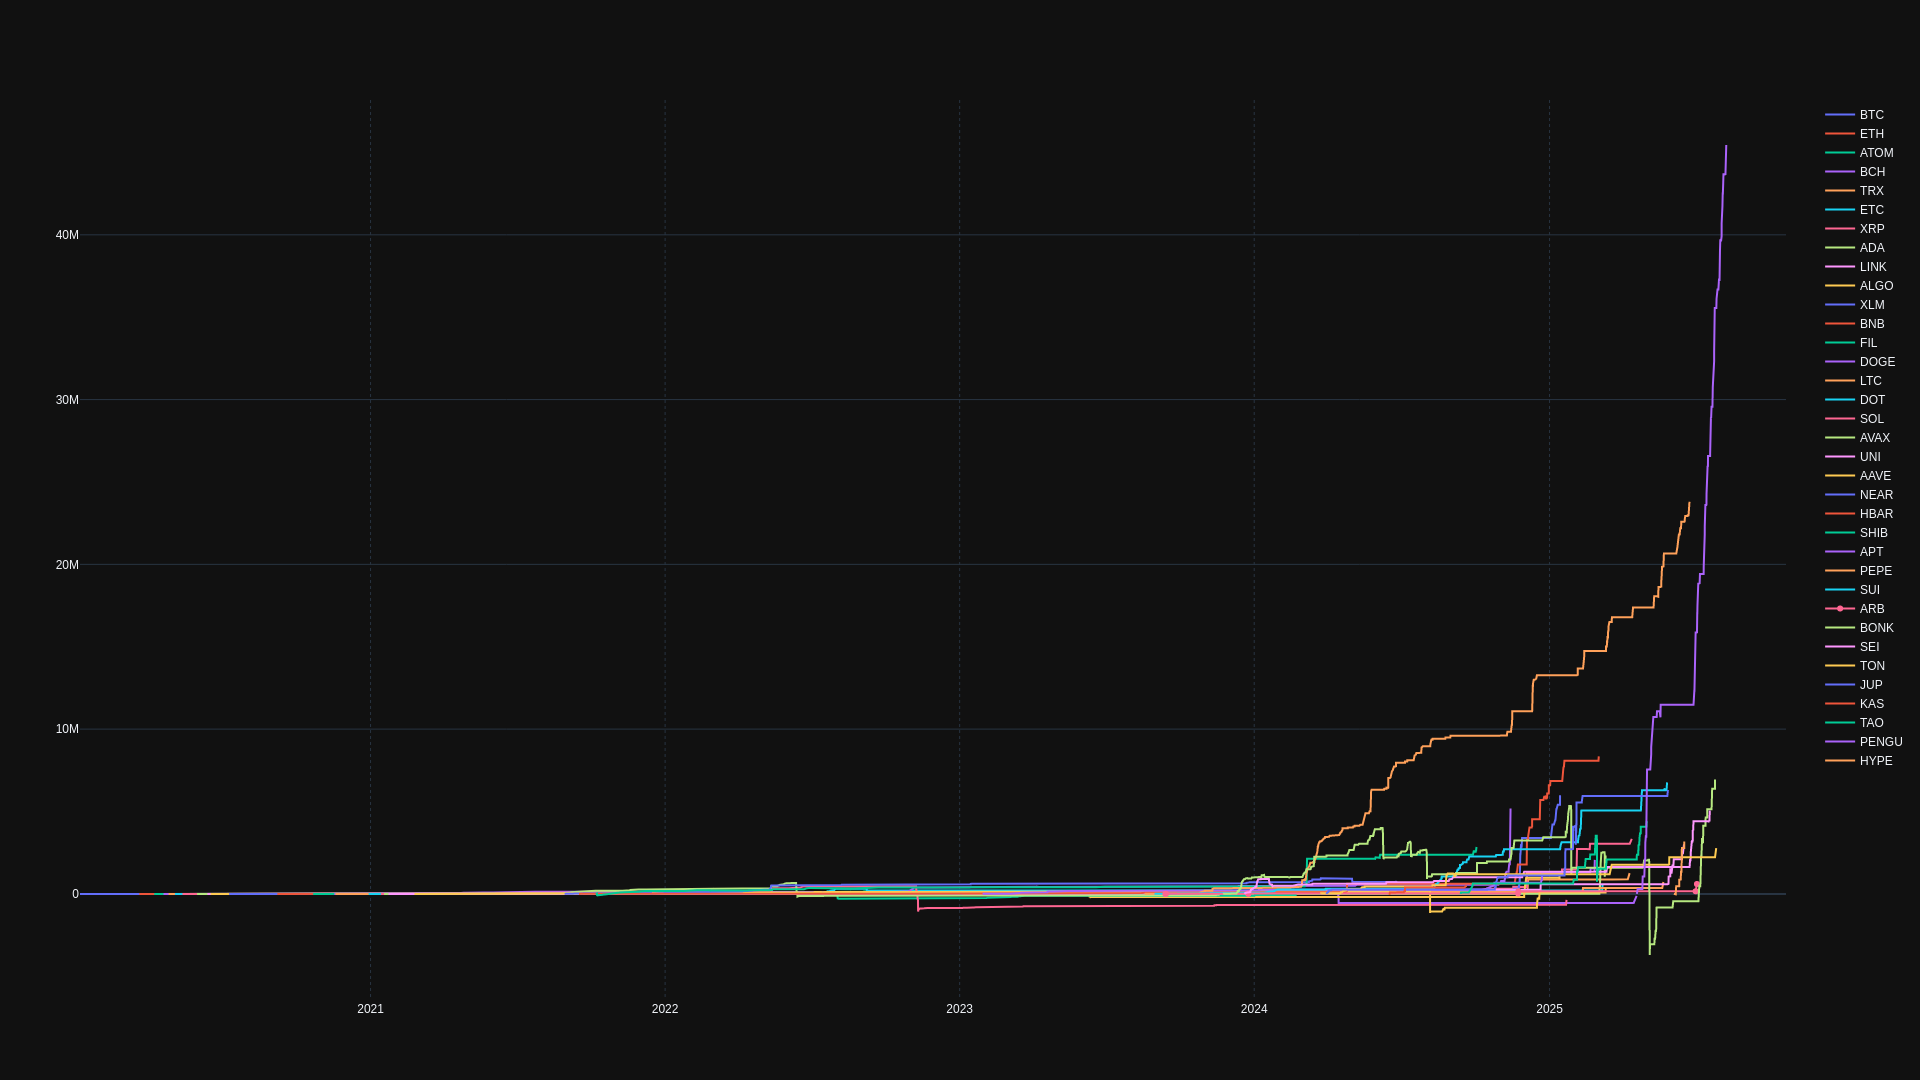 40M
30M
20M
10M
0
2021
2022
2023
2024
2025
BTC
ETH
ATOM
BCH
TRX
ETC
XRP
ADA
LINK
ALGO
XLM
BNB
FIL
DOGE
LTC
DOT
SOL
AVAX
UNI
AAVE
NEAR
HBAR
SHIB
APT
PEPE
SUI
ARB
BONK
SEI
TON
JUP
KAS
TAO
PENGU
HYPE